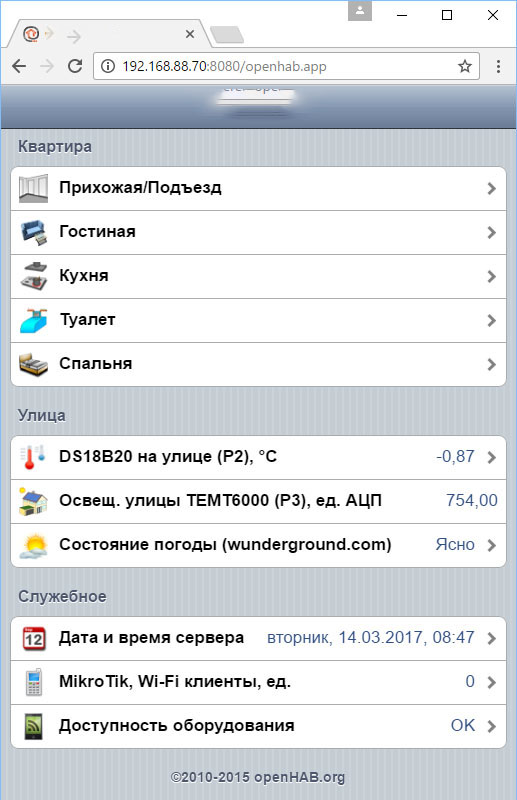 192.168.88.70:8080/openhab.app
Квартира
Прихожая/Подъезд
Гостиная
Кухня
Туалет
Спальня
Улица
DS18B20 на улице (P2), °C -0,87
Освещ. улицы TEMT6000 (P3), ед. АЦП 754,00
Состояние погоды (wunderground.com) Ясно
Служебное
12 Дата и время сервера вторник, 14.03.2017, 08:47
MikroTik, Wi-Fi клиенты, ед. 0
Доступность оборудования OK
©2010-2015 openHAB.org